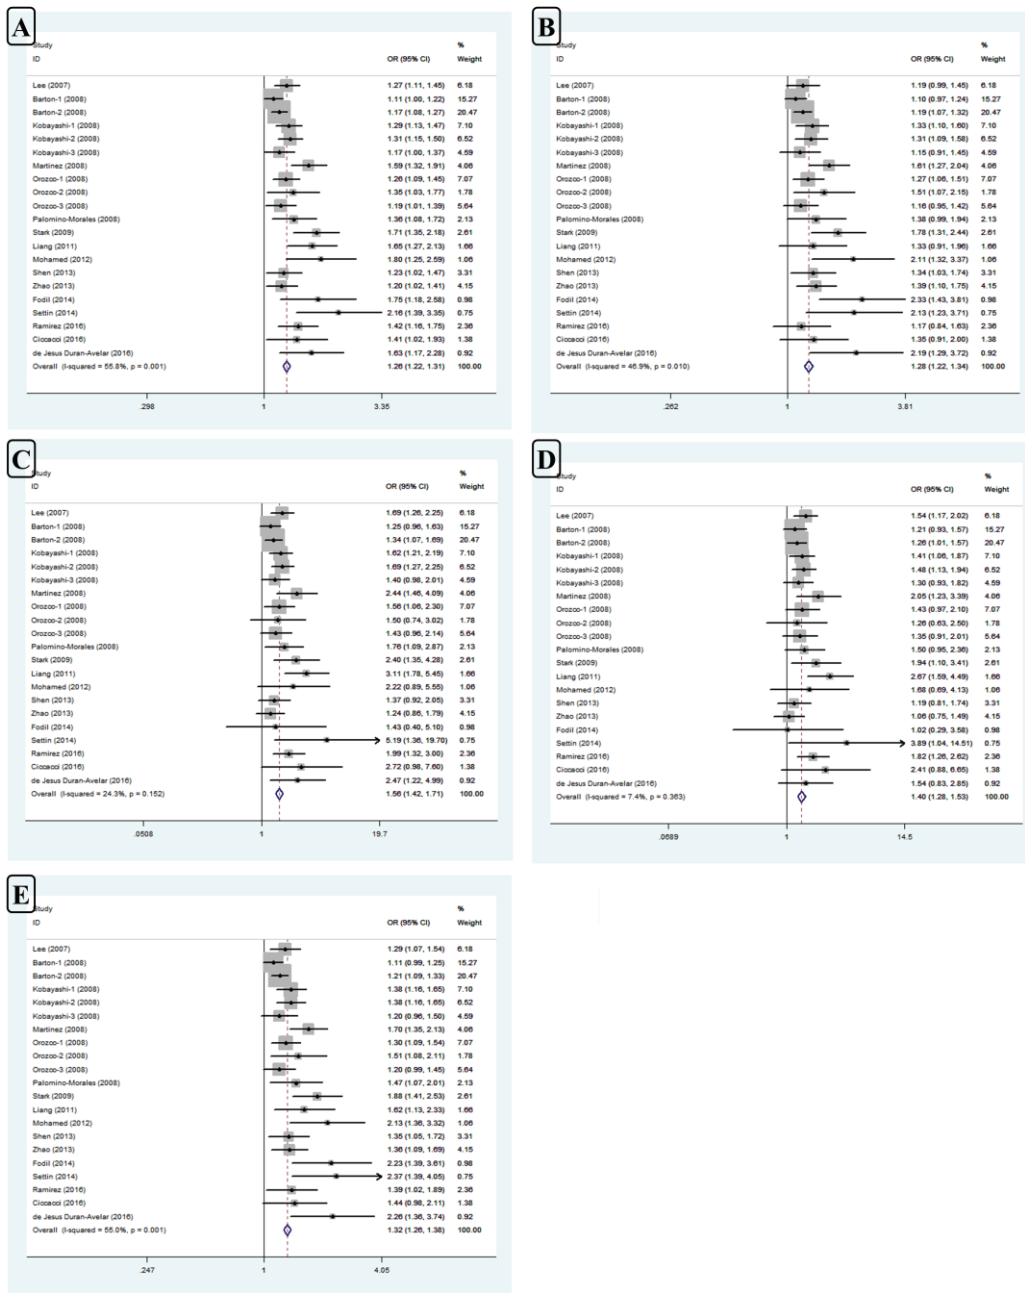 A
Study
%
ID OR (95% CI) Weight
Lee (2007) 1.27 (1.11, 1.45) 6.18
Barton-1 (2008) 1.11 (1.00, 1.22) 15.27
Barton-2 (2008) 1.17 (1.08, 1.27) 20.47
Kobayashi-1 (2008) 1.29 (1.13, 1.47) 7.10
Kobayashi-2 (2008) 1.31 (1.15, 1.50) 6.52
Kobayashi-3 (2008) 1.17 (1.00, 1.37) 4.59
Martinez (2008) 1.59 (1.32, 1.91) 4.06
Orozco-1 (2008) 1.26 (1.09, 1.45) 7.07
Orozco-2 (2008) 1.35 (1.03, 1.77) 1.78
Orozco-3 (2008) 1.19 (1.01, 1.39) 5.64
Palomino-Morales (2008) 1.36 (1.08, 1.72) 2.13
Stark (2009) 1.71 (1.35, 2.18) 2.61
Liang (2011) 1.65 (1.27, 2.13) 1.66
Mohamed (2012) 1.80 (1.25, 2.59) 1.06
Shen (2013) 1.23 (1.02, 1.47) 3.31
Zhao (2013) 1.20 (1.02, 1.41) 4.15
Fodil (2014) 1.75 (1.18, 2.58) 0.98
Settin (2014) 2.16 (1.39, 3.35) 0.75
Ramirez (2016) 1.42 (1.16, 1.75) 2.36
Ciccacci (2016) 1.41 (1.02, 1.93) 1.38
de Jesus Duran-Avelar (2016) 1.63 (1.17, 2.28) 0.92
Overall (I-squared = 55.8%, p = 0.001) 1.26 (1.22, 1.31) 100.00
.298 1 3.35
B
Study
%
ID OR (95% CI) Weight
Lee (2007) 1.19 (0.99, 1.45) 6.18
Barton-1 (2008) 1.10 (0.97, 1.24) 15.27
Barton-2 (2008) 1.19 (1.07, 1.32) 20.47
Kobayashi-1 (2008) 1.33 (1.10, 1.60) 7.10
Kobayashi-2 (2008) 1.31 (1.09, 1.58) 6.52
Kobayashi-3 (2008) 1.15 (0.91, 1.45) 4.59
Martinez (2008) 1.61 (1.27, 2.04) 4.06
Orozco-1 (2008) 1.27 (1.06, 1.51) 7.07
Orozco-2 (2008) 1.51 (1.07, 2.15) 1.78
Orozco-3 (2008) 1.16 (0.95, 1.42) 5.64
Palomino-Morales (2008) 1.38 (0.99, 1.94) 2.13
Stark (2009) 1.78 (1.31, 2.44) 2.61
Liang (2011) 1.33 (0.91, 1.96) 1.66
Mohamed (2012) 2.11 (1.32, 3.37) 1.06
Shen (2013) 1.34 (1.03, 1.74) 3.31
Zhao (2013) 1.39 (1.10, 1.75) 4.15
Fodil (2014) 2.33 (1.43, 3.81) 0.98
Settin (2014) 2.13 (1.23, 3.71) 0.75
Ramirez (2016) 1.17 (0.84, 1.63) 2.36
Ciccacci (2016) 1.35 (0.91, 2.00) 1.38
de Jesus Duran-Avelar (2016) 2.19 (1.29, 3.72) 0.92
Overall (I-squared = 46.9%, p = 0.010) 1.28 (1.22, 1.34) 100.00
.262 1 3.81
C
Study
%
ID OR (95% CI) Weight
Lee (2007) 1.69 (1.26, 2.25) 6.18
Barton-1 (2008) 1.25 (0.96, 1.63) 15.27
Barton-2 (2008) 1.34 (1.07, 1.69) 20.47
Kobayashi-1 (2008) 1.62 (1.21, 2.19) 7.10
Kobayashi-2 (2008) 1.69 (1.27, 2.25) 6.52
Kobayashi-3 (2008) 1.40 (0.98, 2.01) 4.59
Martinez (2008) 2.44 (1.46, 4.09) 4.06
Orozco-1 (2008) 1.56 (1.06, 2.30) 7.07
Orozco-2 (2008) 1.50 (0.74, 3.02) 1.78
Orozco-3 (2008) 1.43 (0.96, 2.14) 5.64
Palomino-Morales (2008) 1.76 (1.09, 2.87) 2.13
Stark (2009) 2.40 (1.35, 4.28) 2.61
Liang (2011) 3.11 (1.78, 5.45) 1.66
Mohamed (2012) 2.22 (0.89, 5.55) 1.06
Shen (2013) 1.37 (0.92, 2.05) 3.31
Zhao (2013) 1.24 (0.86, 1.79) 4.15
Fodil (2014) 1.43 (0.40, 5.10) 0.98
Settin (2014) 5.19 (1.36, 19.70) 0.75
Ramirez (2016) 1.99 (1.32, 3.00) 2.36
Ciccacci (2016) 2.72 (0.98, 7.60) 1.38
de Jesus Duran-Avelar (2016) 2.47 (1.22, 4.99) 0.92
Overall (I-squared = 24.3%, p = 0.152) 1.56 (1.42, 1.71) 100.00
.0508 1 19.7
D
Study
%
ID OR (95% CI) Weight
Lee (2007) 1.54 (1.17, 2.02) 6.18
Barton-1 (2008) 1.21 (0.93, 1.57) 15.27
Barton-2 (2008) 1.26 (1.01, 1.57) 20.47
Kobayashi-1 (2008) 1.41 (1.06, 1.87) 7.10
Kobayashi-2 (2008) 1.48 (1.13, 1.94) 6.52
Kobayashi-3 (2008) 1.30 (0.93, 1.82) 4.59
Martinez (2008) 2.05 (1.23, 3.39) 4.06
Orozco-1 (2008) 1.43 (0.97, 2.10) 7.07
Orozco-2 (2008) 1.26 (0.63, 2.50) 1.78
Orozco-3 (2008) 1.35 (0.91, 2.01) 5.64
Palomino-Morales (2008) 1.50 (0.95, 2.36) 2.13
Stark (2009) 1.94 (1.10, 3.41) 2.61
Liang (2011) 2.67 (1.59, 4.49) 1.66
Mohamed (2012) 1.68 (0.69, 4.13) 1.06
Shen (2013) 1.19 (0.81, 1.74) 3.31
Zhao (2013) 1.06 (0.75, 1.49) 4.15
Fodil (2014) 1.02 (0.29, 3.58) 0.98
Settin (2014) 3.89 (1.04, 14.51) 0.75
Ramirez (2016) 1.82 (1.26, 2.62) 2.36
Ciccacci (2016) 2.41 (0.88, 6.65) 1.38
de Jesus Duran-Avelar (2016) 1.54 (0.83, 2.85) 0.92
Overall (I-squared = 7.4%, p = 0.363) 1.40 (1.28, 1.53) 100.00
.0689 1 14.5
E
Study
%
ID OR (95% CI) Weight
Lee (2007) 1.29 (1.07, 1.54) 6.18
Barton-1 (2008) 1.11 (0.99, 1.25) 15.27
Barton-2 (2008) 1.21 (1.09, 1.33) 20.47
Kobayashi-1 (2008) 1.38 (1.16, 1.65) 7.10
Kobayashi-2 (2008) 1.38 (1.16, 1.65) 6.52
Kobayashi-3 (2008) 1.20 (0.96, 1.50) 4.59
Martinez (2008) 1.70 (1.35, 2.13) 4.06
Orozco-1 (2008) 1.30 (1.09, 1.54) 7.07
Orozco-2 (2008) 1.51 (1.08, 2.11) 1.78
Orozco-3 (2008) 1.20 (0.99, 1.45) 5.64
Palomino-Morales (2008) 1.47 (1.07, 2.01) 2.13
Stark (2009) 1.88 (1.41, 2.53) 2.61
Liang (2011) 1.62 (1.13, 2.33) 1.66
Mohamed (2012) 2.13 (1.36, 3.32) 1.06
Shen (2013) 1.35 (1.05, 1.72) 3.31
Zhao (2013) 1.36 (1.09, 1.69) 4.15
Fodil (2014) 2.23 (1.39, 3.61) 0.98
Settin (2014) 2.37 (1.39, 4.05) 0.75
Ramirez (2016) 1.39 (1.02, 1.89) 2.36
Ciccacci (2016) 1.44 (0.98, 2.11) 1.38
de Jesus Duran-Avelar (2016) 2.26 (1.36, 3.74) 0.92
Overall (I-squared = 55.0%, p = 0.001) 1.32 (1.26, 1.38) 100.00
.247 1 4.05